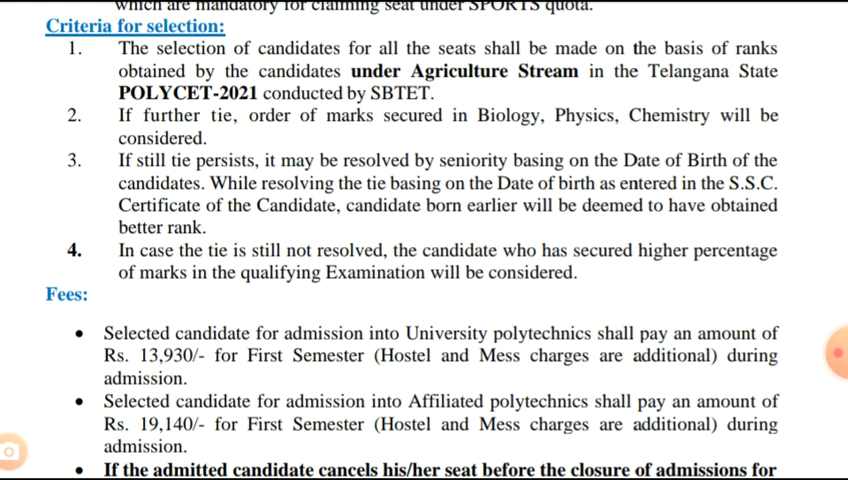 which are mandatory for claiming seat under SPORTS quota.
Criteria for selection:
1. The selection of candidates for all the seats shall be made on the basis of ranks
obtained by the candidates under Agriculture Stream in the Telangana State
POLYCET-2021 conducted by SBTET.
2. If further tie, order of marks secured in Biology, Physics, Chemistry will be
considered.
3. If still tie persists, it may be resolved by seniority basing on the Date of Birth of the
candidates. While resolving the tie basing on the Date of birth as entered in the S.S.C.
Certificate of the Candidate, candidate born earlier will be deemed to have obtained
better rank.
4. In case the tie is still not resolved, the candidate who has secured higher percentage
of marks in the qualifying Examination will be considered.
Fees:
• Selected candidate for admission into University polytechnics shall pay an amount of
Rs. 13,930/- for First Semester (Hostel and Mess charges are additional) during
admission.
• Selected candidate for admission into Affiliated polytechnics shall pay an amount of
Rs. 19,140/- for First Semester (Hostel and Mess charges are additional) during
admission.
• If the admitted candidate cancels his/her seat before the closure of admissions for